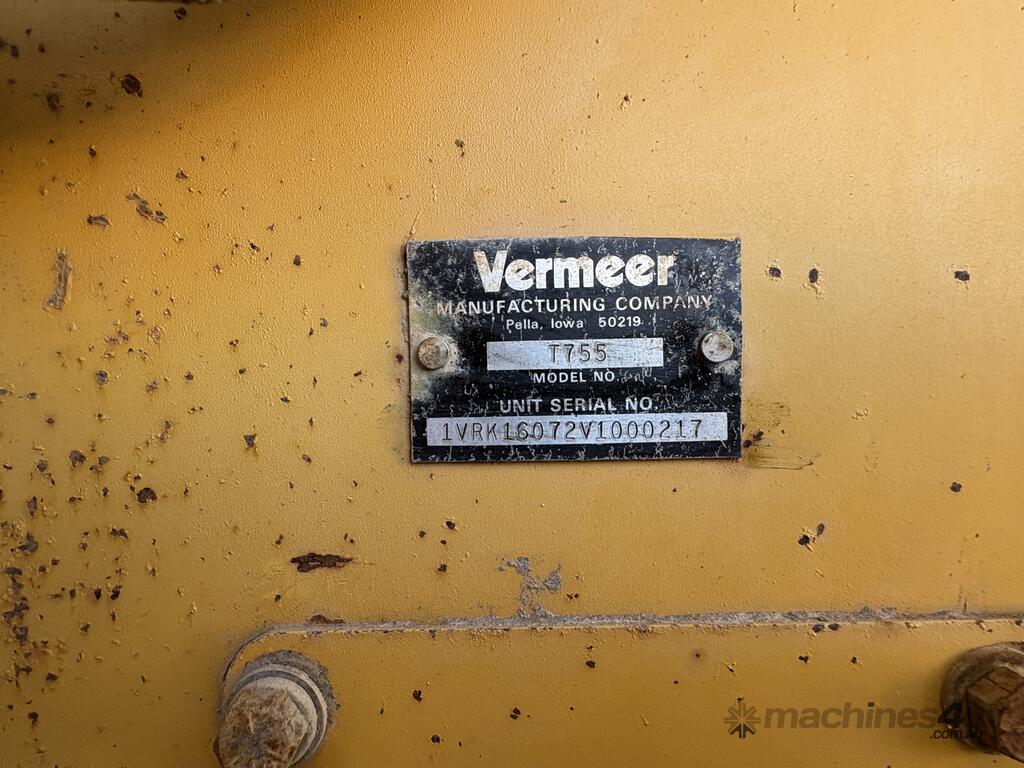 Vermeer
MANUFACTURING COMPANY
Pella, Iowa 50219
T755
MODEL NO.
UNIT SERIAL NO.
1VRK16072V1000217
machines4u
.com.au